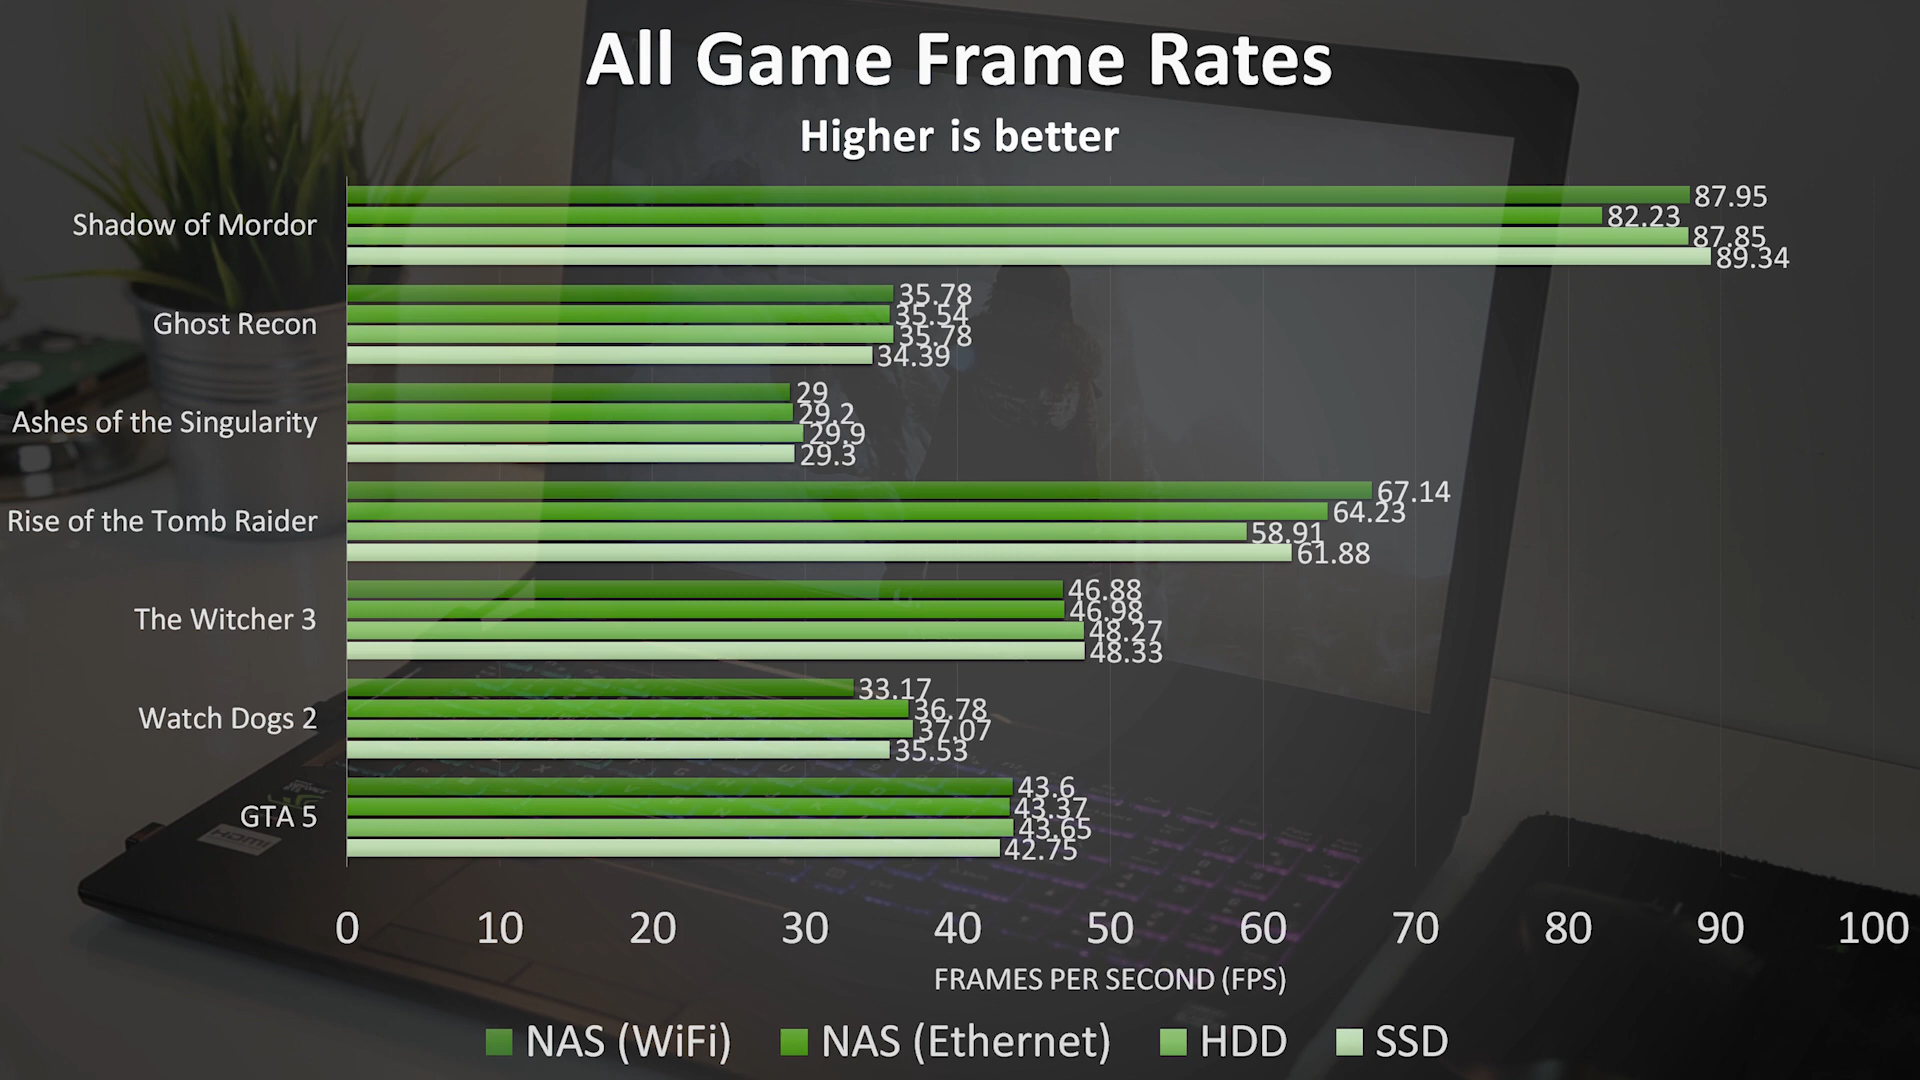 All Game Frame Rates
Higher is better
Shadow of Mordor
87.95
82.23
87.85
89.34
Ghost Recon
35.78
35.54
35.78
34.39
Ashes of the Singularity
29
29.2
29.9
29.3
Rise of the Tomb Raider
67.14
64.23
58.91
61.88
The Witcher 3
46.88
46.98
48.27
48.33
Watch Dogs 2
33.17
36.78
37.07
35.53
GTA 5
43.6
43.37
43.65
42.75
HDMI
0 10 20 30 40 50 60 70 80 90 100
FRAMES PER SECOND (FPS)
NAS (WiFi) NAS (Ethernet) HDD SSD